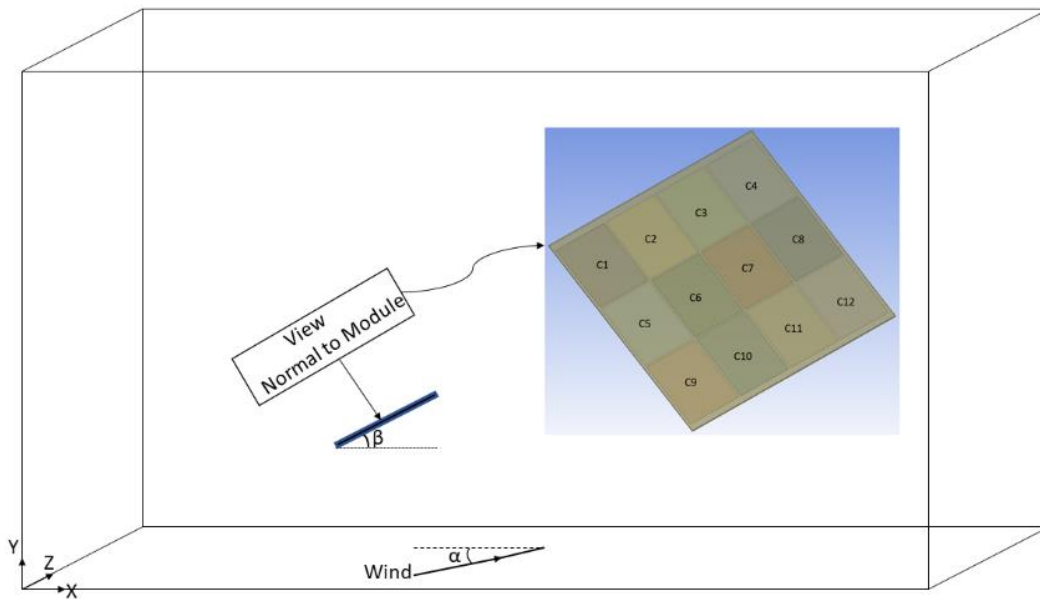 C4
C3
C2
C8
C1
C7
C6
C12
C5
C11
C10
C9
View
Normal to Module
β
Y
Z
X
α
Wind